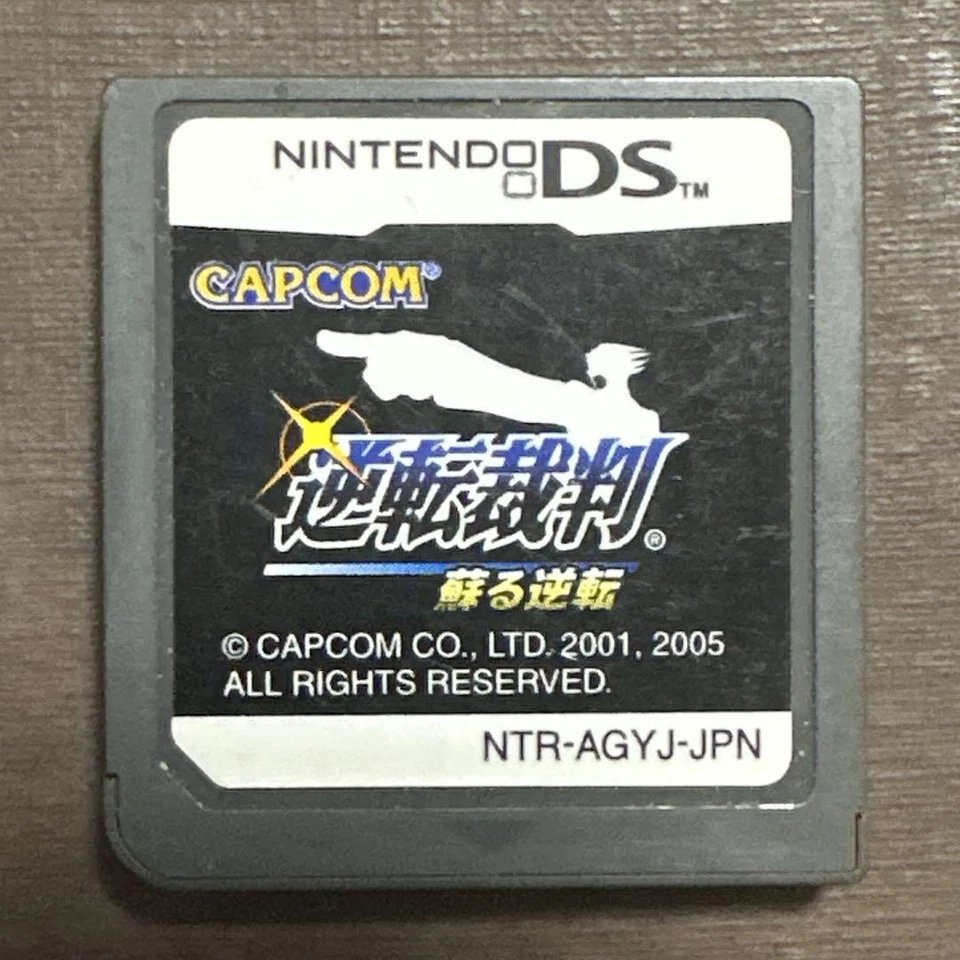 NINTENDO DS™
CAPCOM®
逆転裁判®
蘇る逆転
© CAPCOM CO., LTD. 2001, 2005
ALL RIGHTS RESERVED.
NTR-AGYJ-JPN